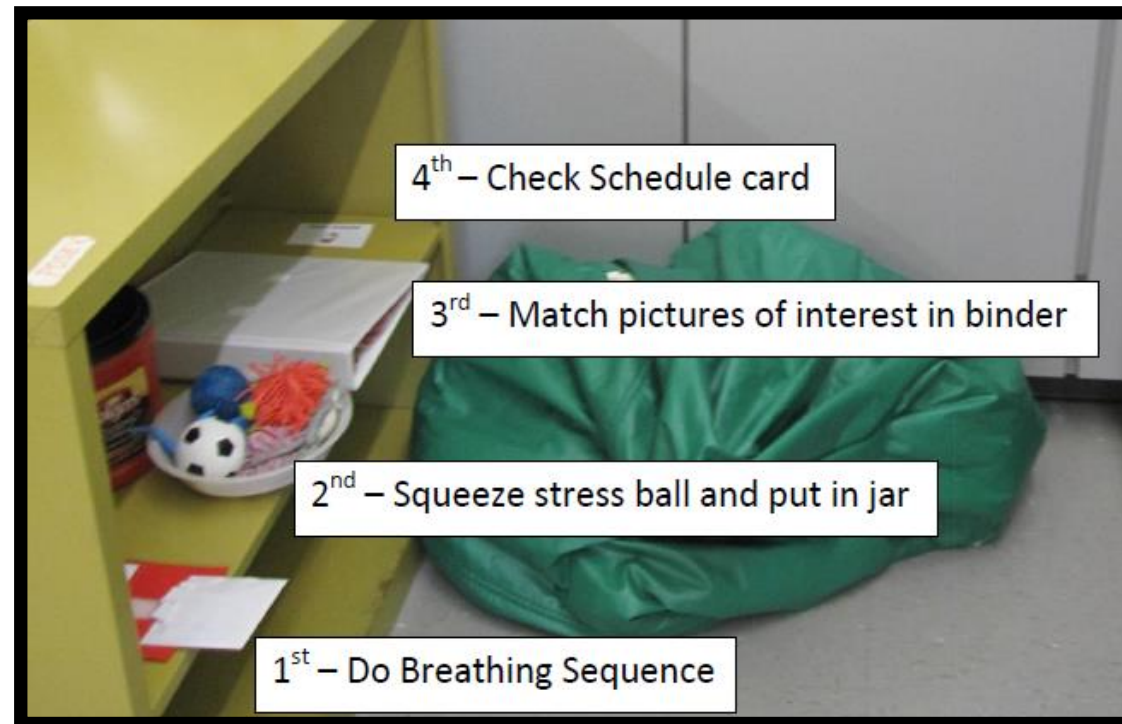 4th – Check Schedule card
3rd – Match pictures of interest in binder
2nd – Squeeze stress ball and put in jar
1st – Do Breathing Sequence